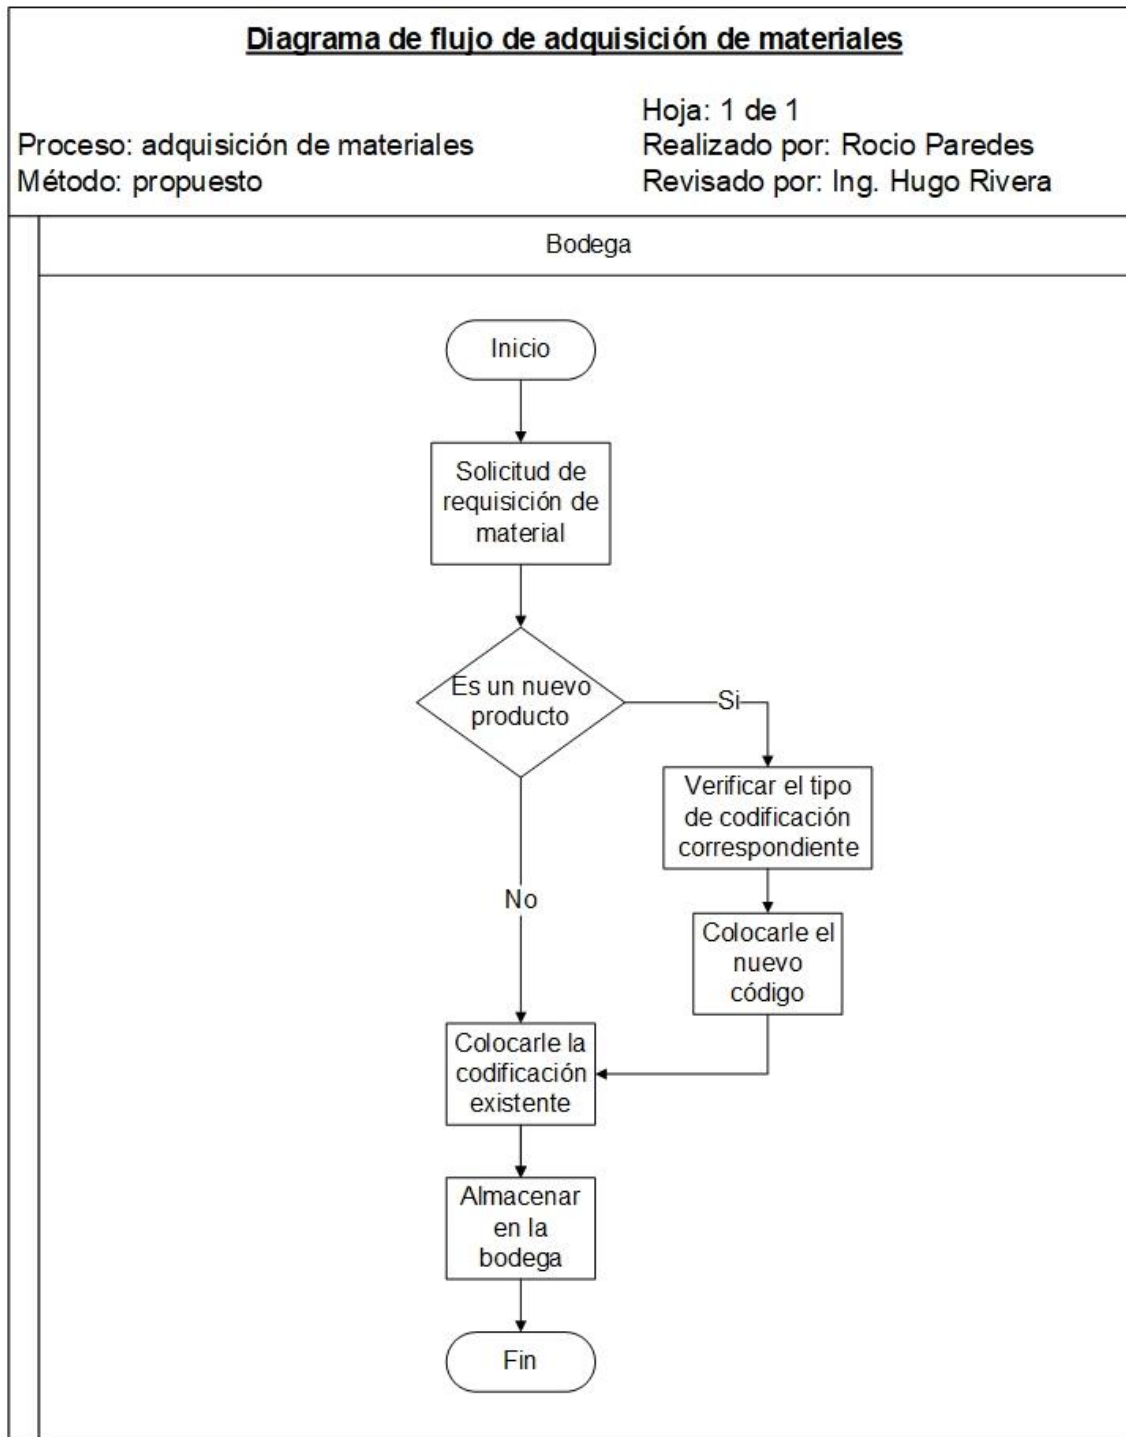 Diagrama de flujo de adquisición de materiales
Hoja: 1 de 1
Proceso: adquisición de materiales
Realizado por: Rocio Paredes
Método: propuesto
Revisado por: Ing. Hugo Rivera
Bodega
Inicio
Solicitud de
requisición de
material
Es un nuevo
producto
Si
Verificar el tipo
de codificación
correspondiente
No
Colocarle el
nuevo
código
Colocarle la
codificación
existente
Almacenar
en la
bodega
Fin